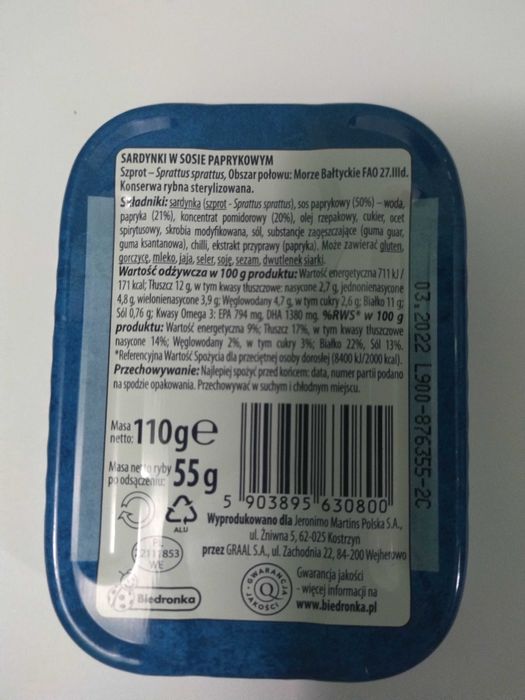 SARDYNKI W SOSIE PAPRYKOWYM
Szprot – Sprattus sprattus, Obszar połowu: Morze Bałtyckie FAO 27.IIId.
Konserwa rybna sterylizowana.
Składniki: sardynka (szprot - Sprattus sprattus), sos paprykowy (50%) – woda,
papryka (21%), koncentrat pomidorowy (20%), olej rzepakowy, cukier, ocet
spirytusowy, skrobia modyfikowana, sól, substancje zagęszczające (guma guar,
guma ksantanowa), chilli, ekstrakt przyprawy (papryka). Może zawierać gluten,
gorczycę, mleko, jaja, seler, soję, sezam, dwutlenek siarki.
Wartość odżywcza w 100 g produktu: Wartość energetyczna 711 kJ /
171 kcal; Tłuszcz 12 g, w tym kwasy tłuszczowe: nasycone 2,7 g, jednonienasycone
4,8 g, wielonienasycone 3,9 g; Węglowodany 4,7 g, w tym cukry 2,6 g; Białko 11 g;
Sól 0,76 g; Kwasy Omega 3: EPA 794 mg, DHA 1380 mg. %RWS* w 100 g
produktu: Wartość energetyczna 9%; Tłuszcz 17%, w tym kwasy tłuszczowe
nasycone 14%; Węglowodany 2%, w tym cukry 3%; Białko 22%, Sól 13%.
*Referencyjna Wartość Spożycia dla przeciętnej osoby dorosłej (8400 kJ/2000 kcal).
Przechowywanie: Najlepiej spożyć przed końcem: data, numer partii podano
na spodzie opakowania. Przechowywać w suchym i chłodnym miejscu.
03.2022 L900-876355-2C
Masa
netto: 110g e
Masa netto ryby
po odsączeniu: 55 g
5 903895 630800
ALU
Wyprodukowano dla Jeronimo Martins Polska S.A.,
ul. Żniwna 5, 62-025 Kostrzyn
przez GRAAL S.A., ul. Zachodnia 22, 84-200 Wejherowo
PL
22111853
WE
Biedronka
GWARANCJA
Q
JAKOŚCI
Gwarancja jakości
- więcej informacji na
www.biedronka.pl